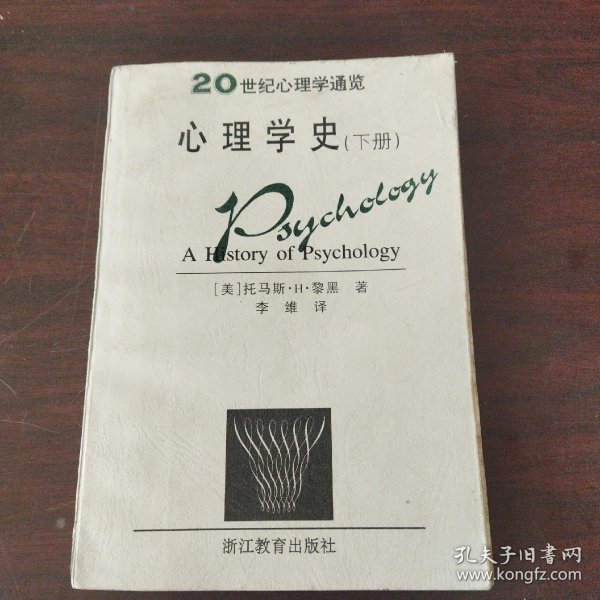 20世纪心理学通览
心理学史(下册)
Psychology
A History of Psychology
[美]托马斯·H·黎黑 著
李 维 译
浙江教育出版社
孔夫子旧书网
www.kongfz.com